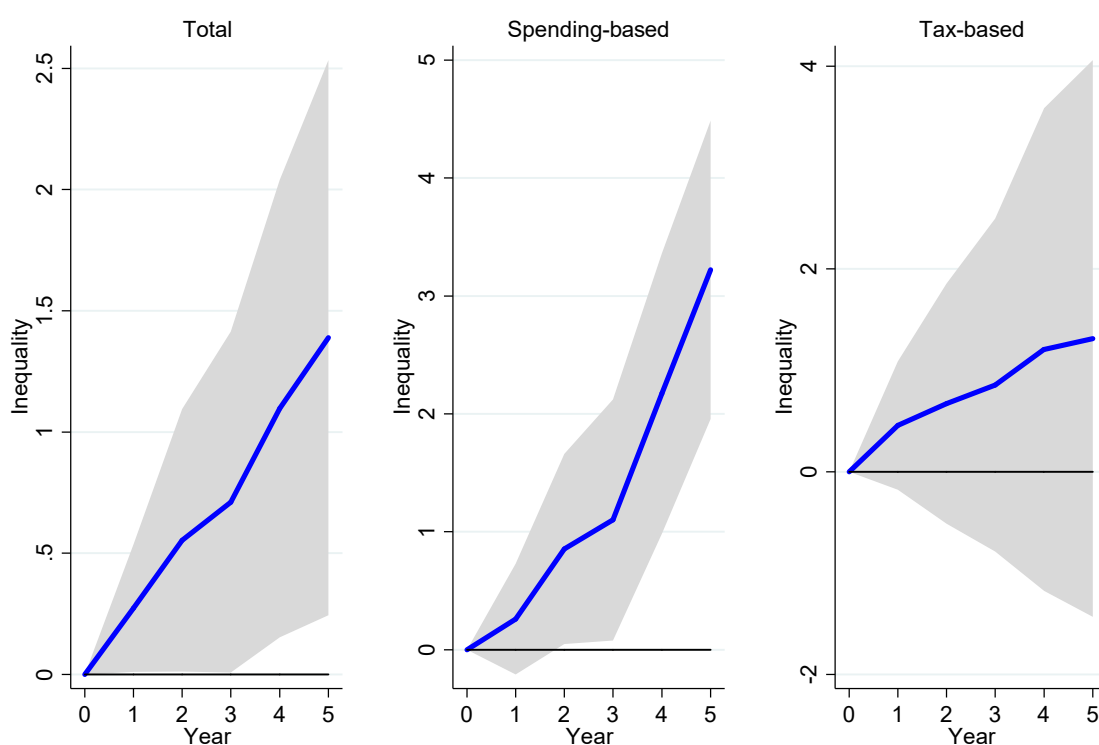 Total
Inequality
2.5
2
1.5
1
.5
0
0 1 2 3 4 5
Year
Spending-based
Inequality
5
4
3
2
1
0
0 1 2 3 4 5
Year
Tax-based
Inequality
4
2
0
-2
0 1 2 3 4 5
Year